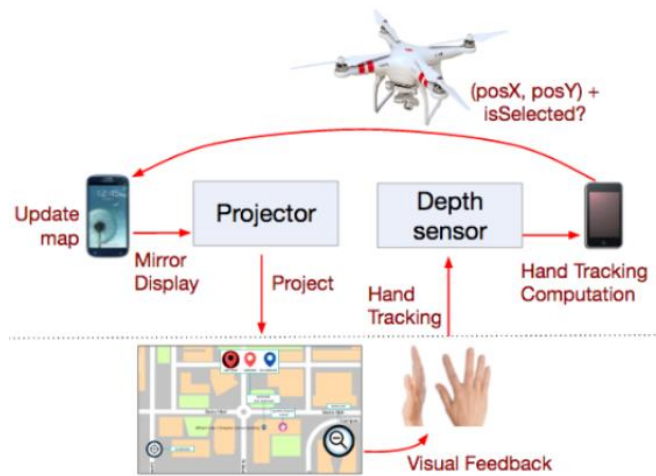 (posX, posY) +
isSelected?
Update
map
Projector
Depth
sensor
Mirror
Display
Project
Hand
Tracking
Hand Tracking
Computation
Visual Feedback